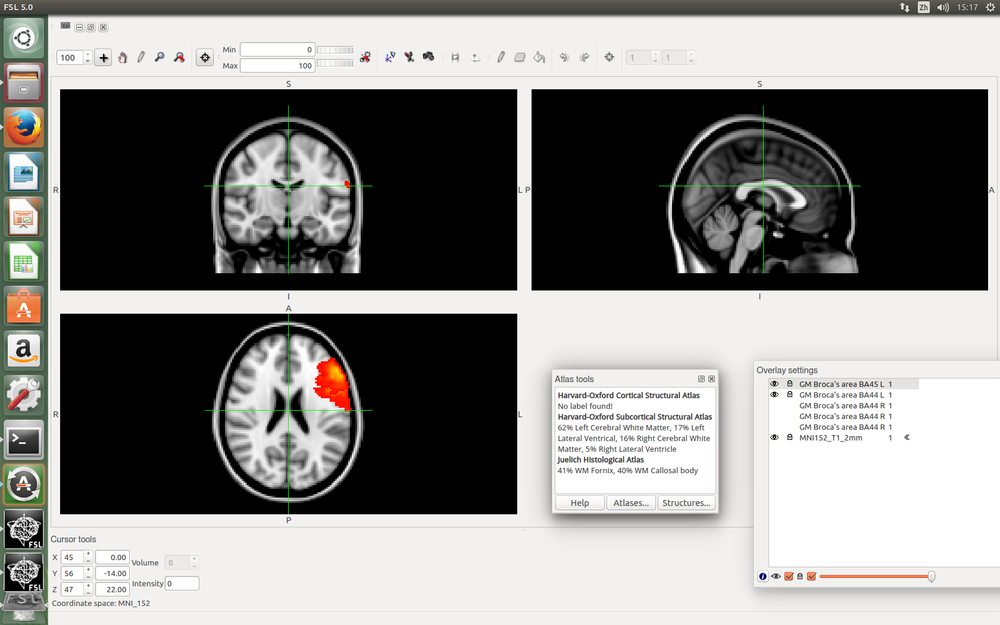 FSL 5.0
Zh
15:17
100
Min
0
Max
100
1
1
S
S
R
L
P
A
I
I
A
R
L
P
Atlas tools
Harvard-Oxford Cortical Structural Atlas
No label found!
Harvard-Oxford Subcortical Structural Atlas
62% Left Cerebral White Matter, 17% Left
Lateral Ventrical, 16% Right Cerebral White
Matter, 5% Right Lateral Ventricle
Juelich Histological Atlas
41% WM Fornix, 40% WM Callosal body
Help
Atlases...
Structures...
Overlay settings
GM Broca's area BA45 L 1
GM Broca's area BA44 L 1
GM Broca's area BA44 R 1
GM Broca's area BA44 R 1
GM Broca's area BA44 R 1
MNI152_T1_2mm 1
Cursor tools
X 45 0.00
Y 56 -14.00
Z 47 22.00
Volume 0
Intensity 0
Coordinate space: MNI_152
FSL
FSL
FSL